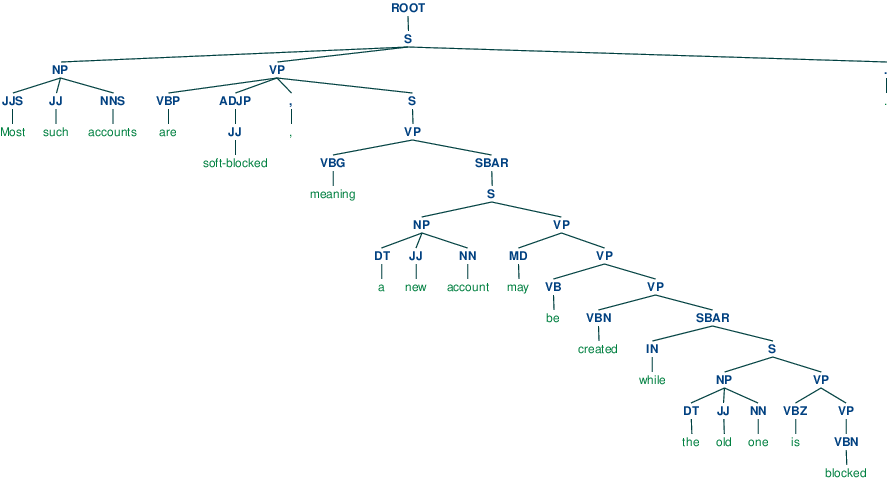 ROOT
S
NP VP .
JJS JJ NNS VBP ADJP , S
Most such accounts are JJ , VP
soft-blocked VBG SBAR
meaning S
NP VP
DT JJ NN MD VP
a new account may VB VP
be VBN SBAR
created IN S
while NP VP
DT JJ NN VBZ VP
the old one is VBN
blocked